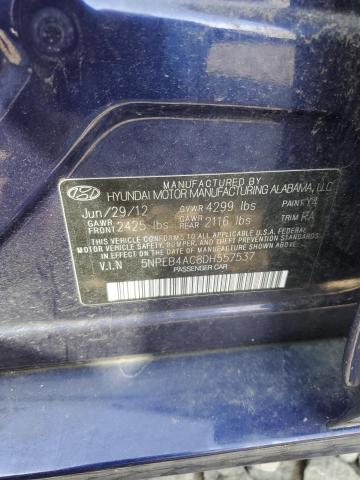 MANUFACTURED BY
HYUNDAI MOTOR MANUFACTURING ALABAMA, LLC
Jun/29/12 GVWR 4299 lbs PAINT Y4
GAWR FRONT 2425 lbs GAWR REAR 2116 lbs TRIM RA
THIS VEHICLE CONFORMS TO ALL APPLICABLE U.S.A FEDERAL
MOTOR VEHICLE SAFETY, BUMPER, AND THEFT PREVENTION
STANDARDS IN EFFECT ON THE DATE OF MANUFACTURE
SHOWN ABOVE.
V.I.N 5NPEB4AC8DH557537
PASSENGER CAR